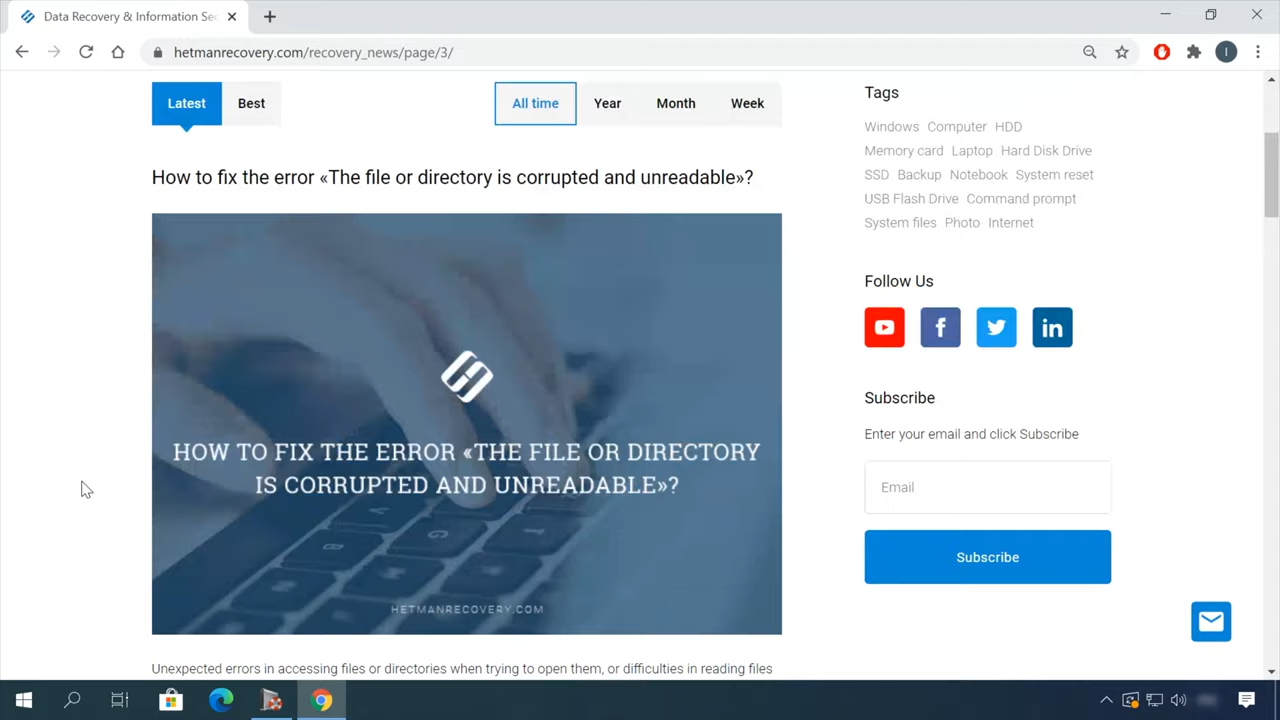 Data Recovery & Information Sec
hetmanrecovery.com/recovery_news/page/3/
I
Latest
Best
All time
Year
Month
Week
How to fix the error «The file or directory is corrupted and unreadable»?
HOW TO FIX THE ERROR «THE FILE OR DIRECTORY
IS CORRUPTED AND UNREADABLE»?
HETMANRECOVERY.COM
Unexpected errors in accessing files or directories when trying to open them, or difficulties in reading files
Tags
Windows Computer HDD
Memory card Laptop Hard Disk Drive
SSD Backup Notebook System reset
USB Flash Drive Command prompt
System files Photo Internet
Follow Us
Subscribe
Enter your email and click Subscribe
Email
Subscribe